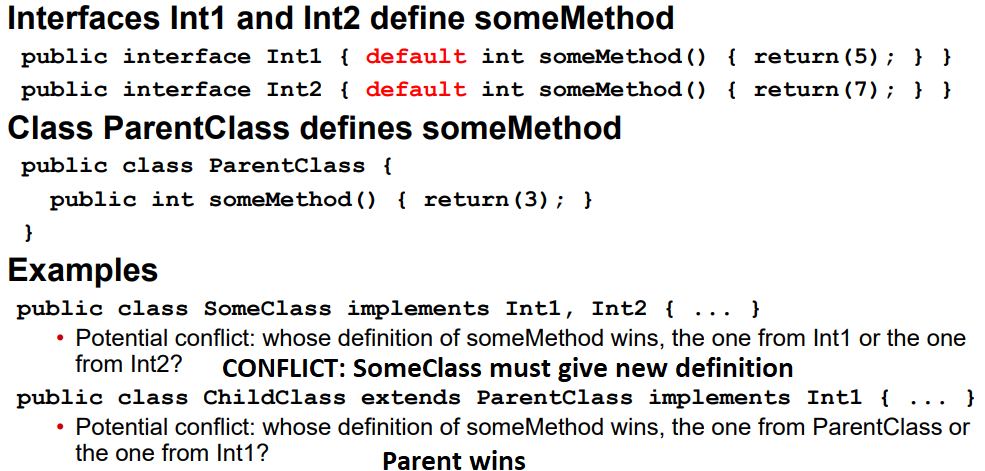 Interfaces Int1 and Int2 define someMethod
public interface Int1 { default int someMethod() { return(5); } }
public interface Int2 { default int someMethod() { return(7); } }
Class ParentClass defines someMethod
public class ParentClass {
public int someMethod() { return(3); }
}
Examples
public class SomeClass implements Int1, Int2 { ... }
• Potential conflict: whose definition of someMethod wins, the one from Int1 or the one
from Int2? CONFLICT: SomeClass must give new definition
public class ChildClass extends ParentClass implements Int1 { ... }
• Potential conflict: whose definition of someMethod wins, the one from ParentClass or
the one from Int1?
Parent wins